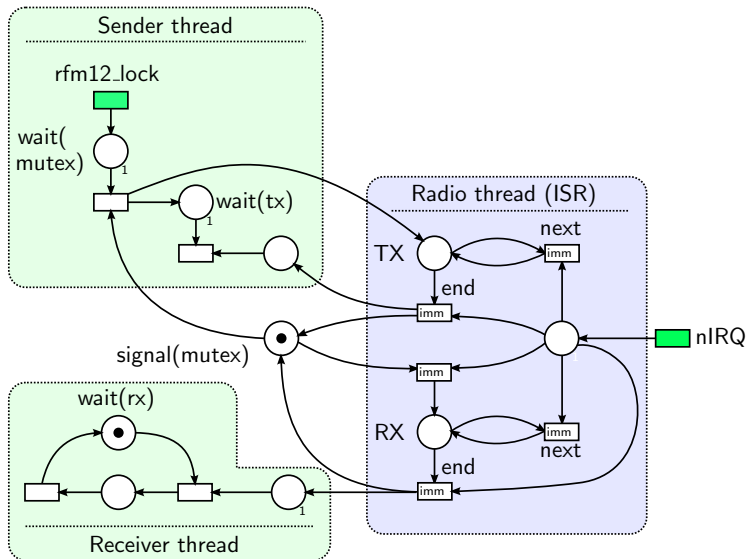 Sender thread
rfm12_lock
wait(
mutex)
1
wait(tx)
1
Radio thread (ISR)
next
TX
imm
end
imm
nIRQ
1
signal(mutex)
imm
wait(rx)
RX
imm
next
end
imm
1
Receiver thread